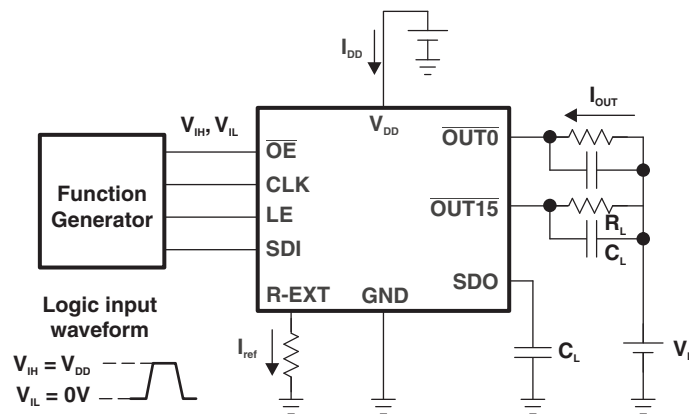 I_DD
V_IH, V_IL
V_DD
I_OUT
OE
OUT0
Function
Generator
CLK
LE
OUT15
SDI
R_L
C_L
R-EXT
GND
SDO
Logic input
waveform
I_ref
C_L
V_IH = V_DD
V_IL = 0V